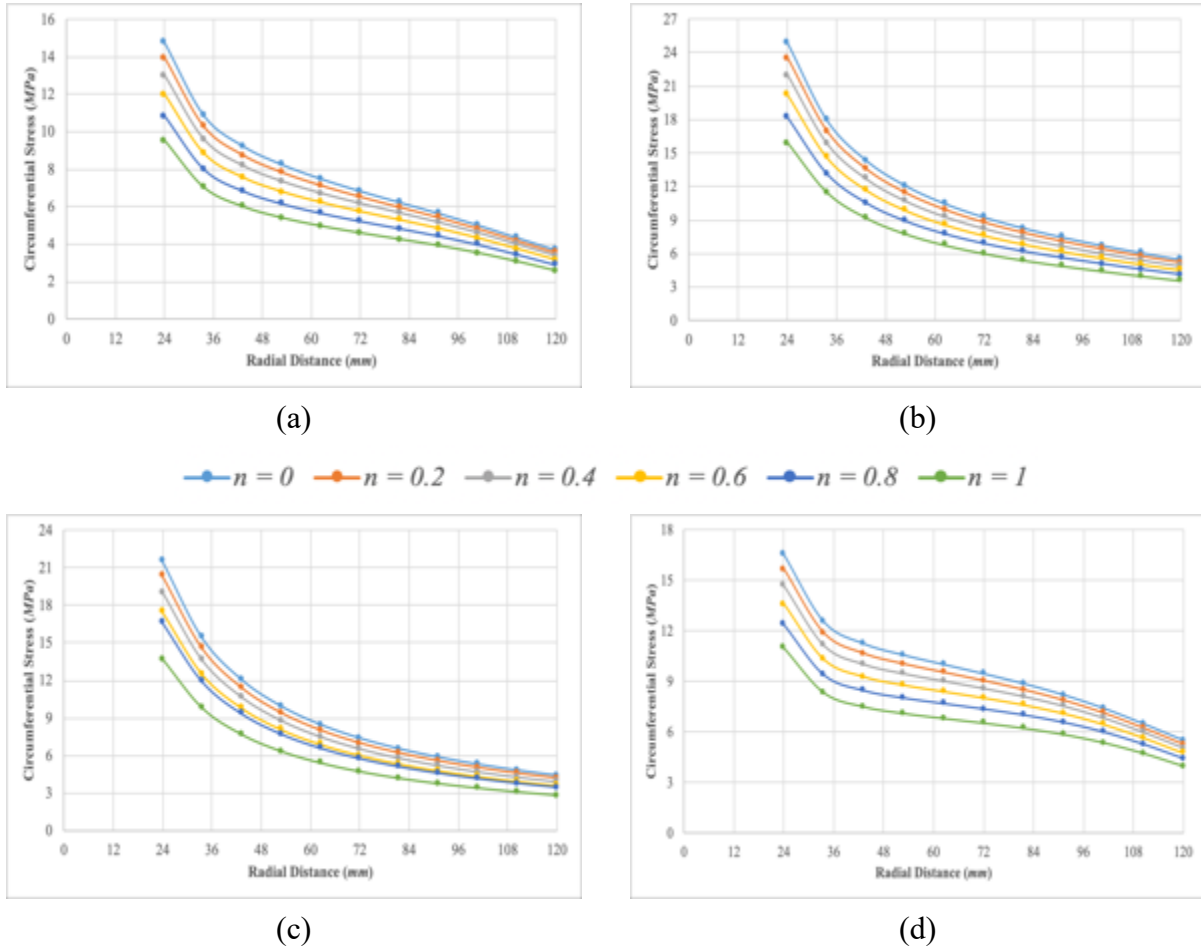 16
14
12
10
8
6
4
2
0
Circumferential Stress (MPa)
0 12 24 36 48 60 72 84 96 108 120
Radial Distance (mm)
(a)
27
24
21
18
15
12
9
6
3
0
Circumferential Stress (MPa)
0 12 24 36 48 60 72 84 96 108 120
Radial Distance (mm)
(b)
n = 0 n = 0.2 n = 0.4 n = 0.6 n = 0.8 n = 1
24
21
18
15
12
9
6
3
0
Circumferential Stress (MPa)
0 12 24 36 48 60 72 84 96 108 120
Radial Distance (mm)
(c)
18
15
12
9
6
3
0
Circumferential Stress (MPa)
0 12 24 36 48 60 72 84 96 108 120
Radial Distance (mm)
(d)